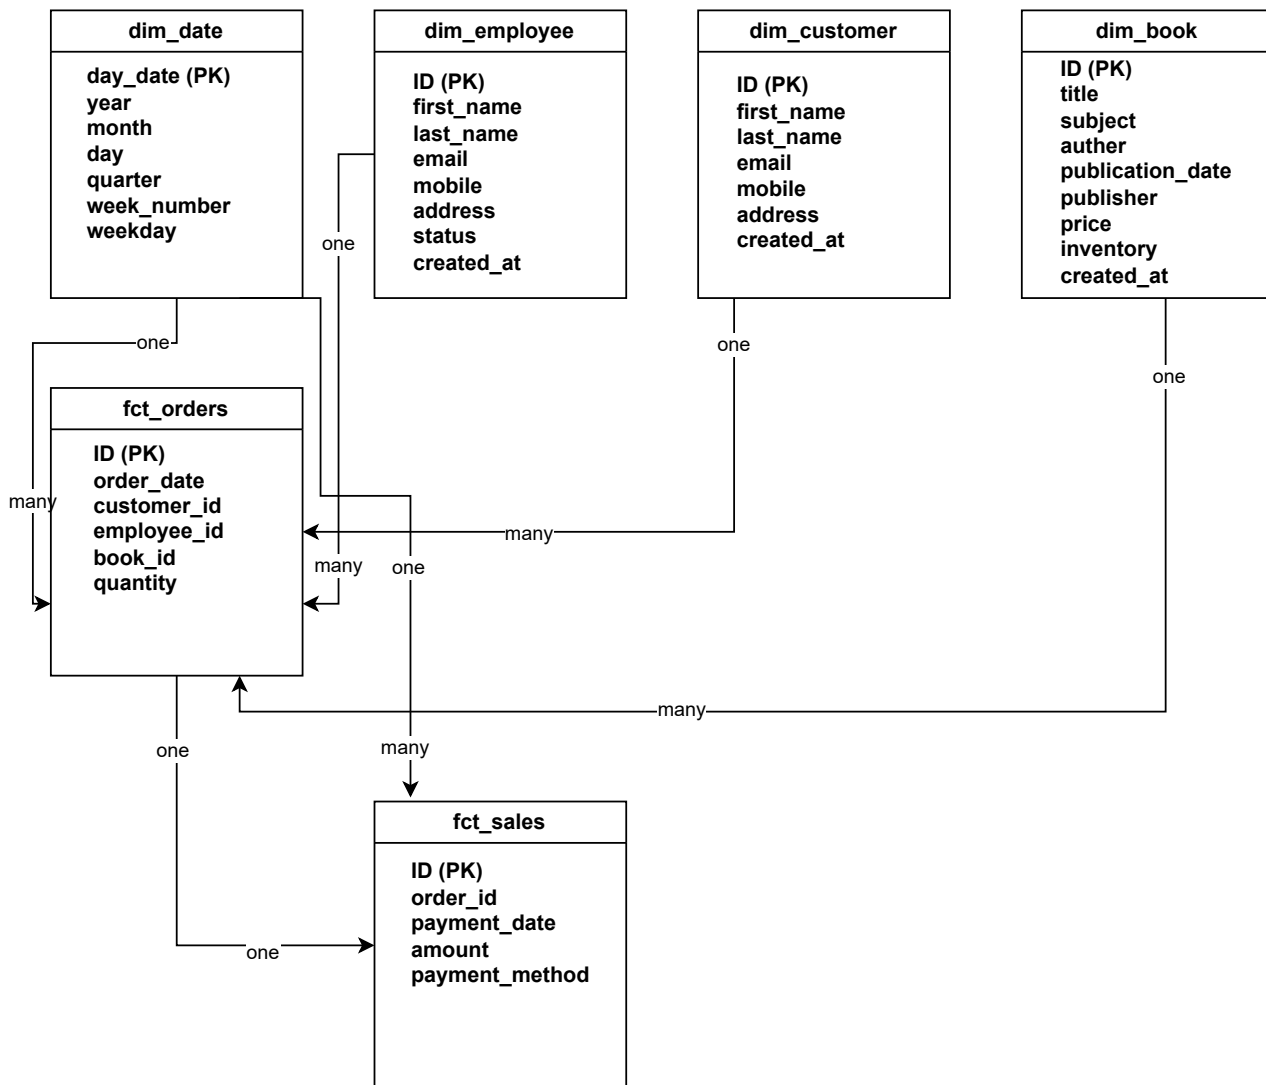 dim_date
day_date (PK)
year
month
day
quarter
week_number
weekday
dim_employee
ID (PK)
first_name
last_name
email
mobile
address
status
created_at
dim_customer
ID (PK)
first_name
last_name
email
mobile
address
created_at
dim_book
ID (PK)
title
subject
auther
publication_date
publisher
price
inventory
created_at
one
one
one
one
fct_orders
ID (PK)
order_date
customer_id
employee_id
book_id
quantity
many
many
many
one
many
one
many
fct_sales
ID (PK)
order_id
payment_date
amount
payment_method
one